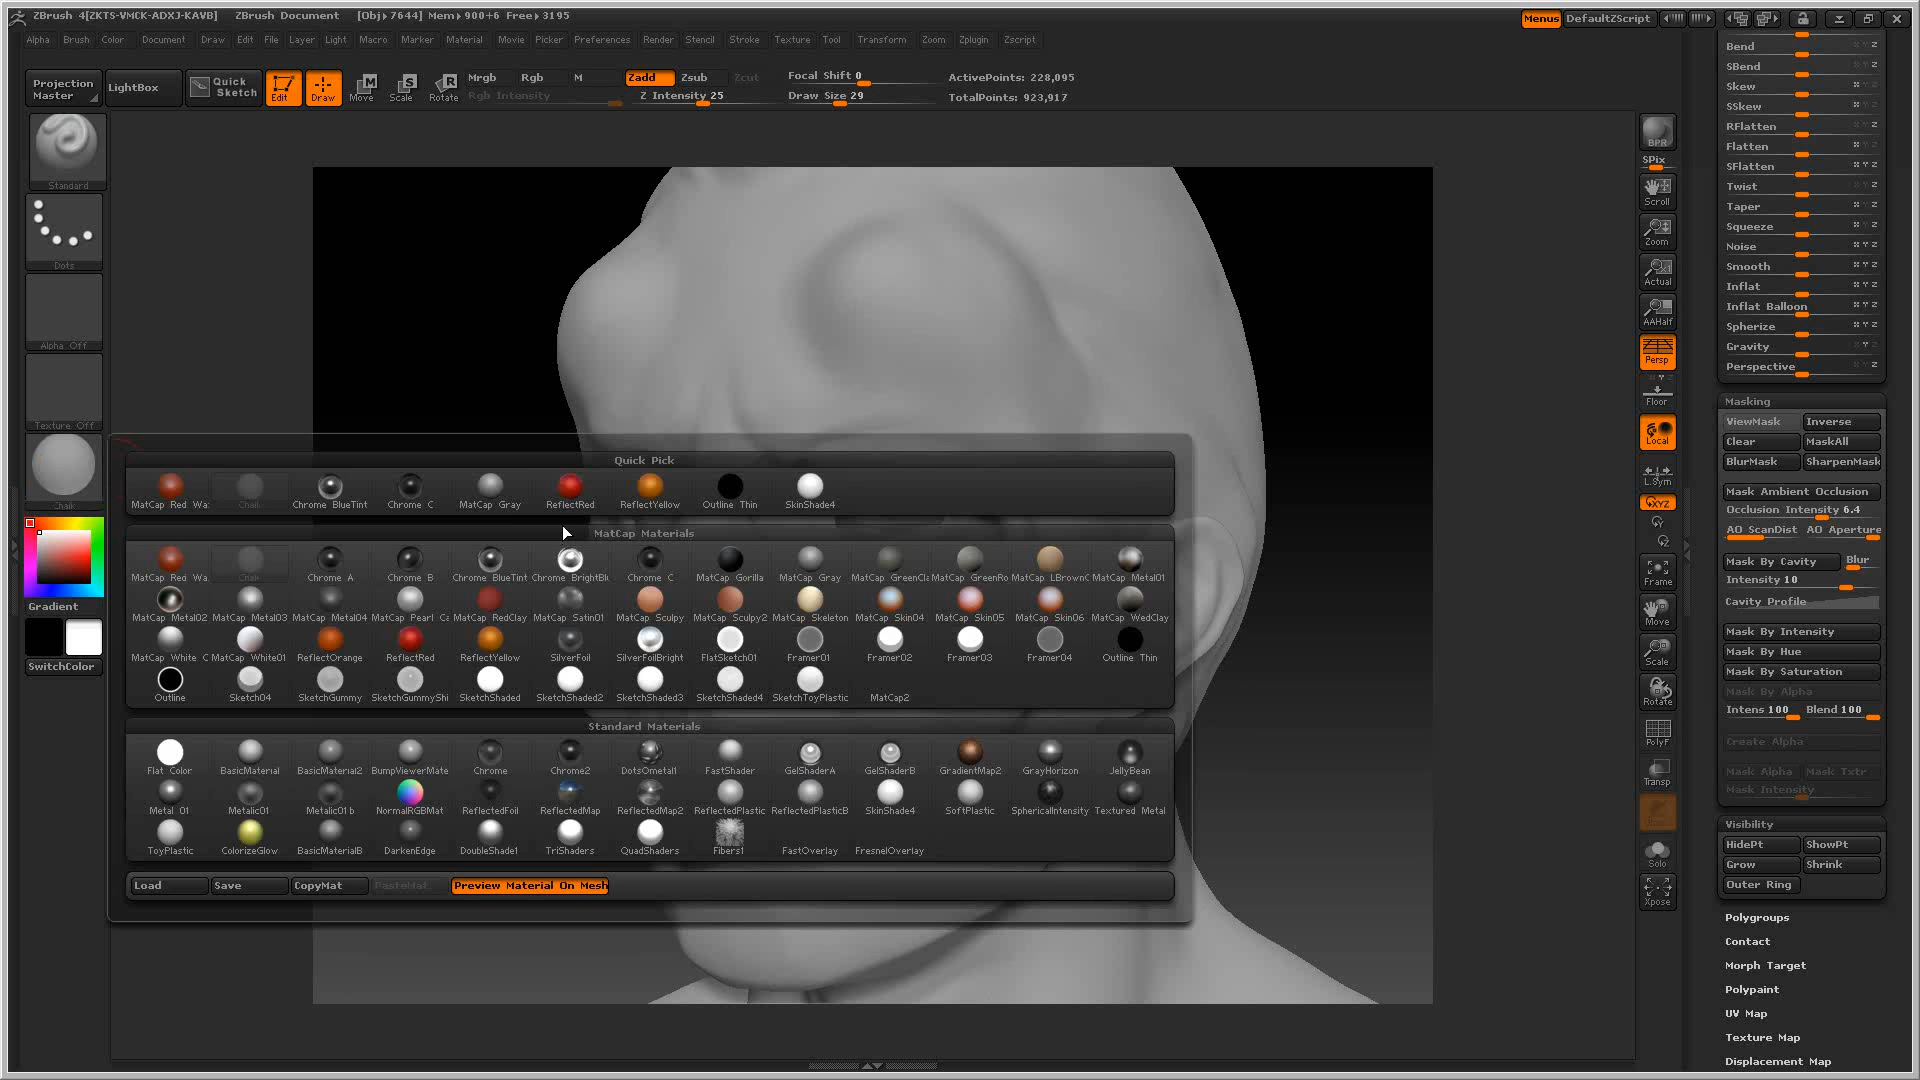 ZBrush 4[ZKTS-VMCK-ADXJ-KAVB] ZBrush Document [Obj▸7644] Mem▸900+6 Free▸3195 Menus DefaultZScript
Alpha Brush Color Document Draw Edit File Layer Light Macro Marker Material Movie Picker Preferences Render Stencil Stroke Texture Tool Transform Zoom Zplugin Zscript
Projection Master
LightBox
Quick Sketch
Edit Draw Move Scale Rotate
Mrgb Rgb M Zadd Zsub Zcut
Rgb Intensity Z Intensity 25
Focal Shift 0
Draw Size 29
ActivePoints: 228,095
TotalPoints: 923,917
Standard
Dots
Alpha Off
Texture Off
Chalk
Gradient
SwitchColor
Quick Pick
MatCap Red Wa Chalk Chrome BlueTint Chrome C MatCap Gray ReflectRed ReflectYellow Outline Thin SkinShade4
MatCap Materials
MatCap Red Wa Chalk Chrome A Chrome B Chrome BlueTint Chrome BrightBl Chrome C MatCap Gorilla MatCap Gray MatCap GreenCl MatCap GreenRo MatCap LBrownC MatCap Metal01
MatCap Metal02 MatCap Metal03 MatCap Metal04 MatCap Pearl Ca MatCap RedClay MatCap Satin01 MatCap Sculpy MatCap Sculpy2 MatCap Skeleton MatCap Skin04 MatCap Skin05 MatCap Skin06 MatCap WedClay
MatCap White C MatCap White01 ReflectOrange ReflectRed ReflectYellow SilverFoil SilverFoilBright FlatSketch01 Framer01 Framer02 Framer03 Framer04 Outline Thin
Outline Sketch04 SketchGummy SketchGummyShi SketchShaded SketchShaded2 SketchShaded3 SketchShaded4 SketchToyPlastic MatCap2
Standard Materials
Flat Color BasicMaterial BasicMaterial2 BumpViewerMate Chrome Chrome2 DotsOmetal1 FastShader GelShaderA GelShaderB GradientMap2 GrayHorizon JellyBean
Metal 01 Metalic01 Metalic01 b NormalRGBMat ReflectedFoil ReflectedMap ReflectedMap2 ReflectedPlastic ReflectedPlasticB SkinShade4 SoftPlastic SphericalIntensity Textured Metal
ToyPlastic ColorizeGlow BasicMaterialB DarkenEdge DoubleShade1 TriShaders QuadShaders Fibers1 FastOverlay FresnelOverlay
Load Save CopyMat PasteMat Preview Material On Mesh
BPR
SPix
Scroll
Zoom
Actual
AAHalf
Persp
Floor
Local
L.Sym
XYZ
Frame
Move
Scale
Rotate
PolyF
Transp
Solo
Xpose
Bend
SBend
Skew
SSkew
RFlatten
Flatten
SFlatten
Twist
Taper
Squeeze
Noise
Smooth
Inflat
Inflat Balloon
Spherize
Gravity
Perspective
Masking
ViewMask Inverse
Clear MaskAll
BlurMask SharpenMask
Mask Ambient Occlusion
Occlusion Intensity 6.4
AO ScanDist AO Aperture
Mask By Cavity Blur
Intensity 10
Cavity Profile
Mask By Intensity
Mask By Hue
Mask By Saturation
Mask By Alpha
Intens 100 Blend 100
Create Alpha
Mask Alpha Mask Txtr
Mask Intensity
Visibility
HidePt ShowPt
Grow Shrink
Outer Ring
Polygroups
Contact
Morph Target
Polypaint
UV Map
Texture Map
Displacement Map